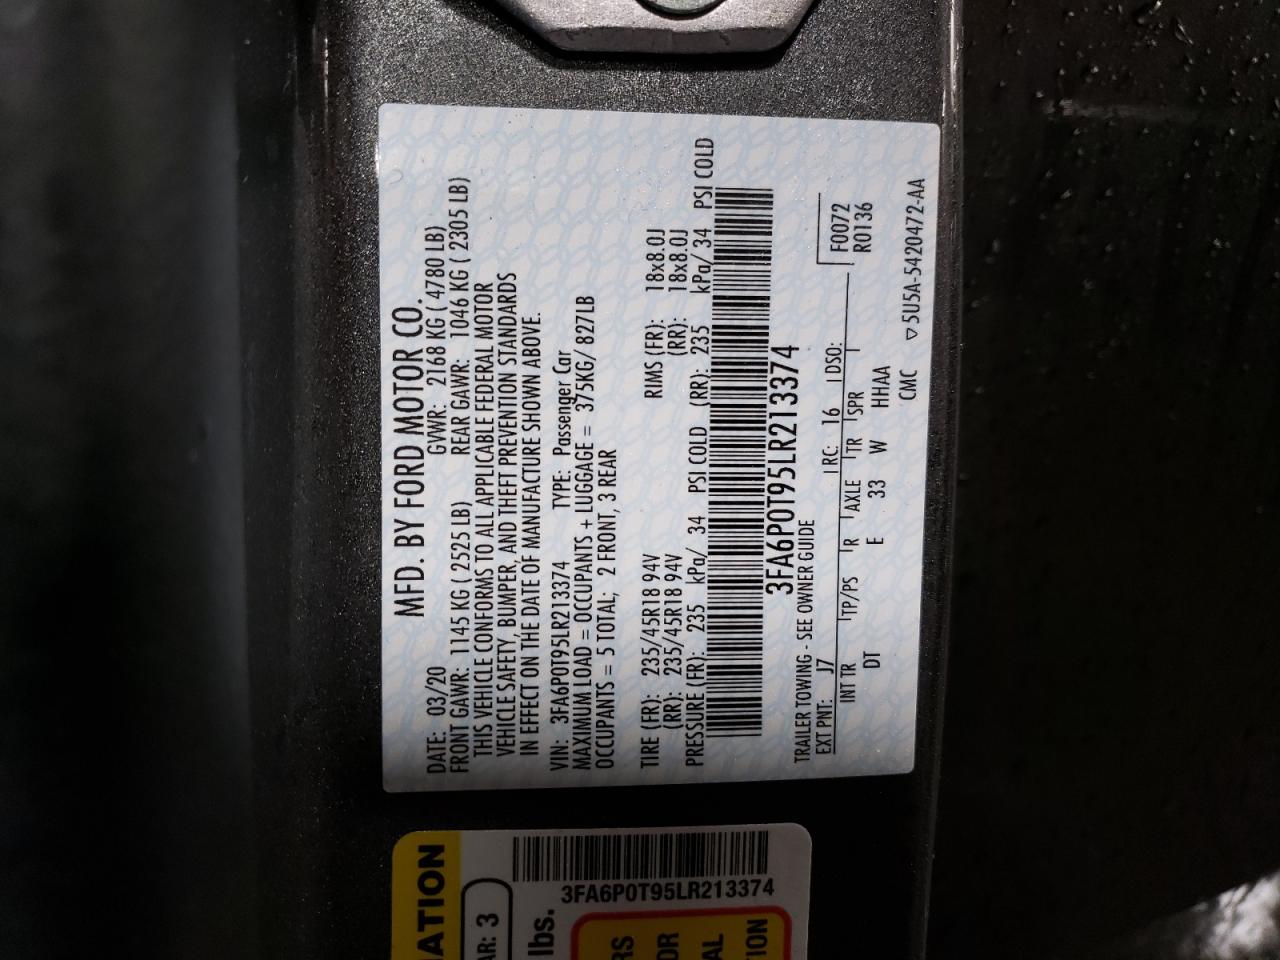 MFD. BY FORD MOTOR CO.
DATE: 03/20 GVWR: 2168 KG ( 4780 LB)
FRONT GAWR: 1145 KG ( 2525 LB) REAR GAWR: 1046 KG ( 2305 LB)
THIS VEHICLE CONFORMS TO ALL APPLICABLE FEDERAL MOTOR
VEHICLE SAFETY, BUMPER, AND THEFT PREVENTION STANDARDS
IN EFFECT ON THE DATE OF MANUFACTURE SHOWN ABOVE.
VIN: 3FA6P0T95LR213374 TYPE: Passenger Car
MAXIMUM LOAD = OCCUPANTS + LUGGAGE = 375KG/ 827LB
OCCUPANTS = 5 TOTAL; 2 FRONT, 3 REAR
TIRE (FR): 235/45R18 94V RIMS (FR): 18x8.0J
(RR): 235/45R18 94V (RR): 18x8.0J
PRESSURE (FR): 235 kPa/ 34 PSI COLD (RR): 235 kPa/ 34 PSI COLD
3FA6P0T95LR213374
TRAILER TOWING - SEE OWNER GUIDE
EXT PNT: J7 RC: 16 DSO: F0072
R0136
INT TR TP/PS R AXLE TR SPR
DT E 33 W HHAA
CMC ▽5U5A-5420472-AA
ATION
AR: 3
lbs.
3FA6P0T95LR213374
RS
OR
AL
TION